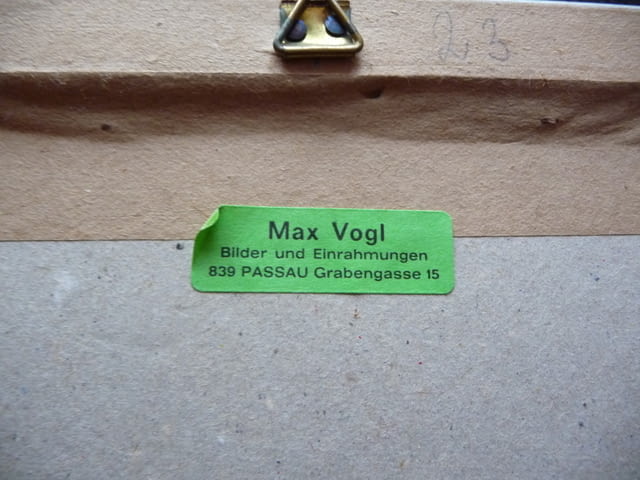 23
Max Vogl
Bilder und Einrahmungen
839 PASSAU Grabengasse 15